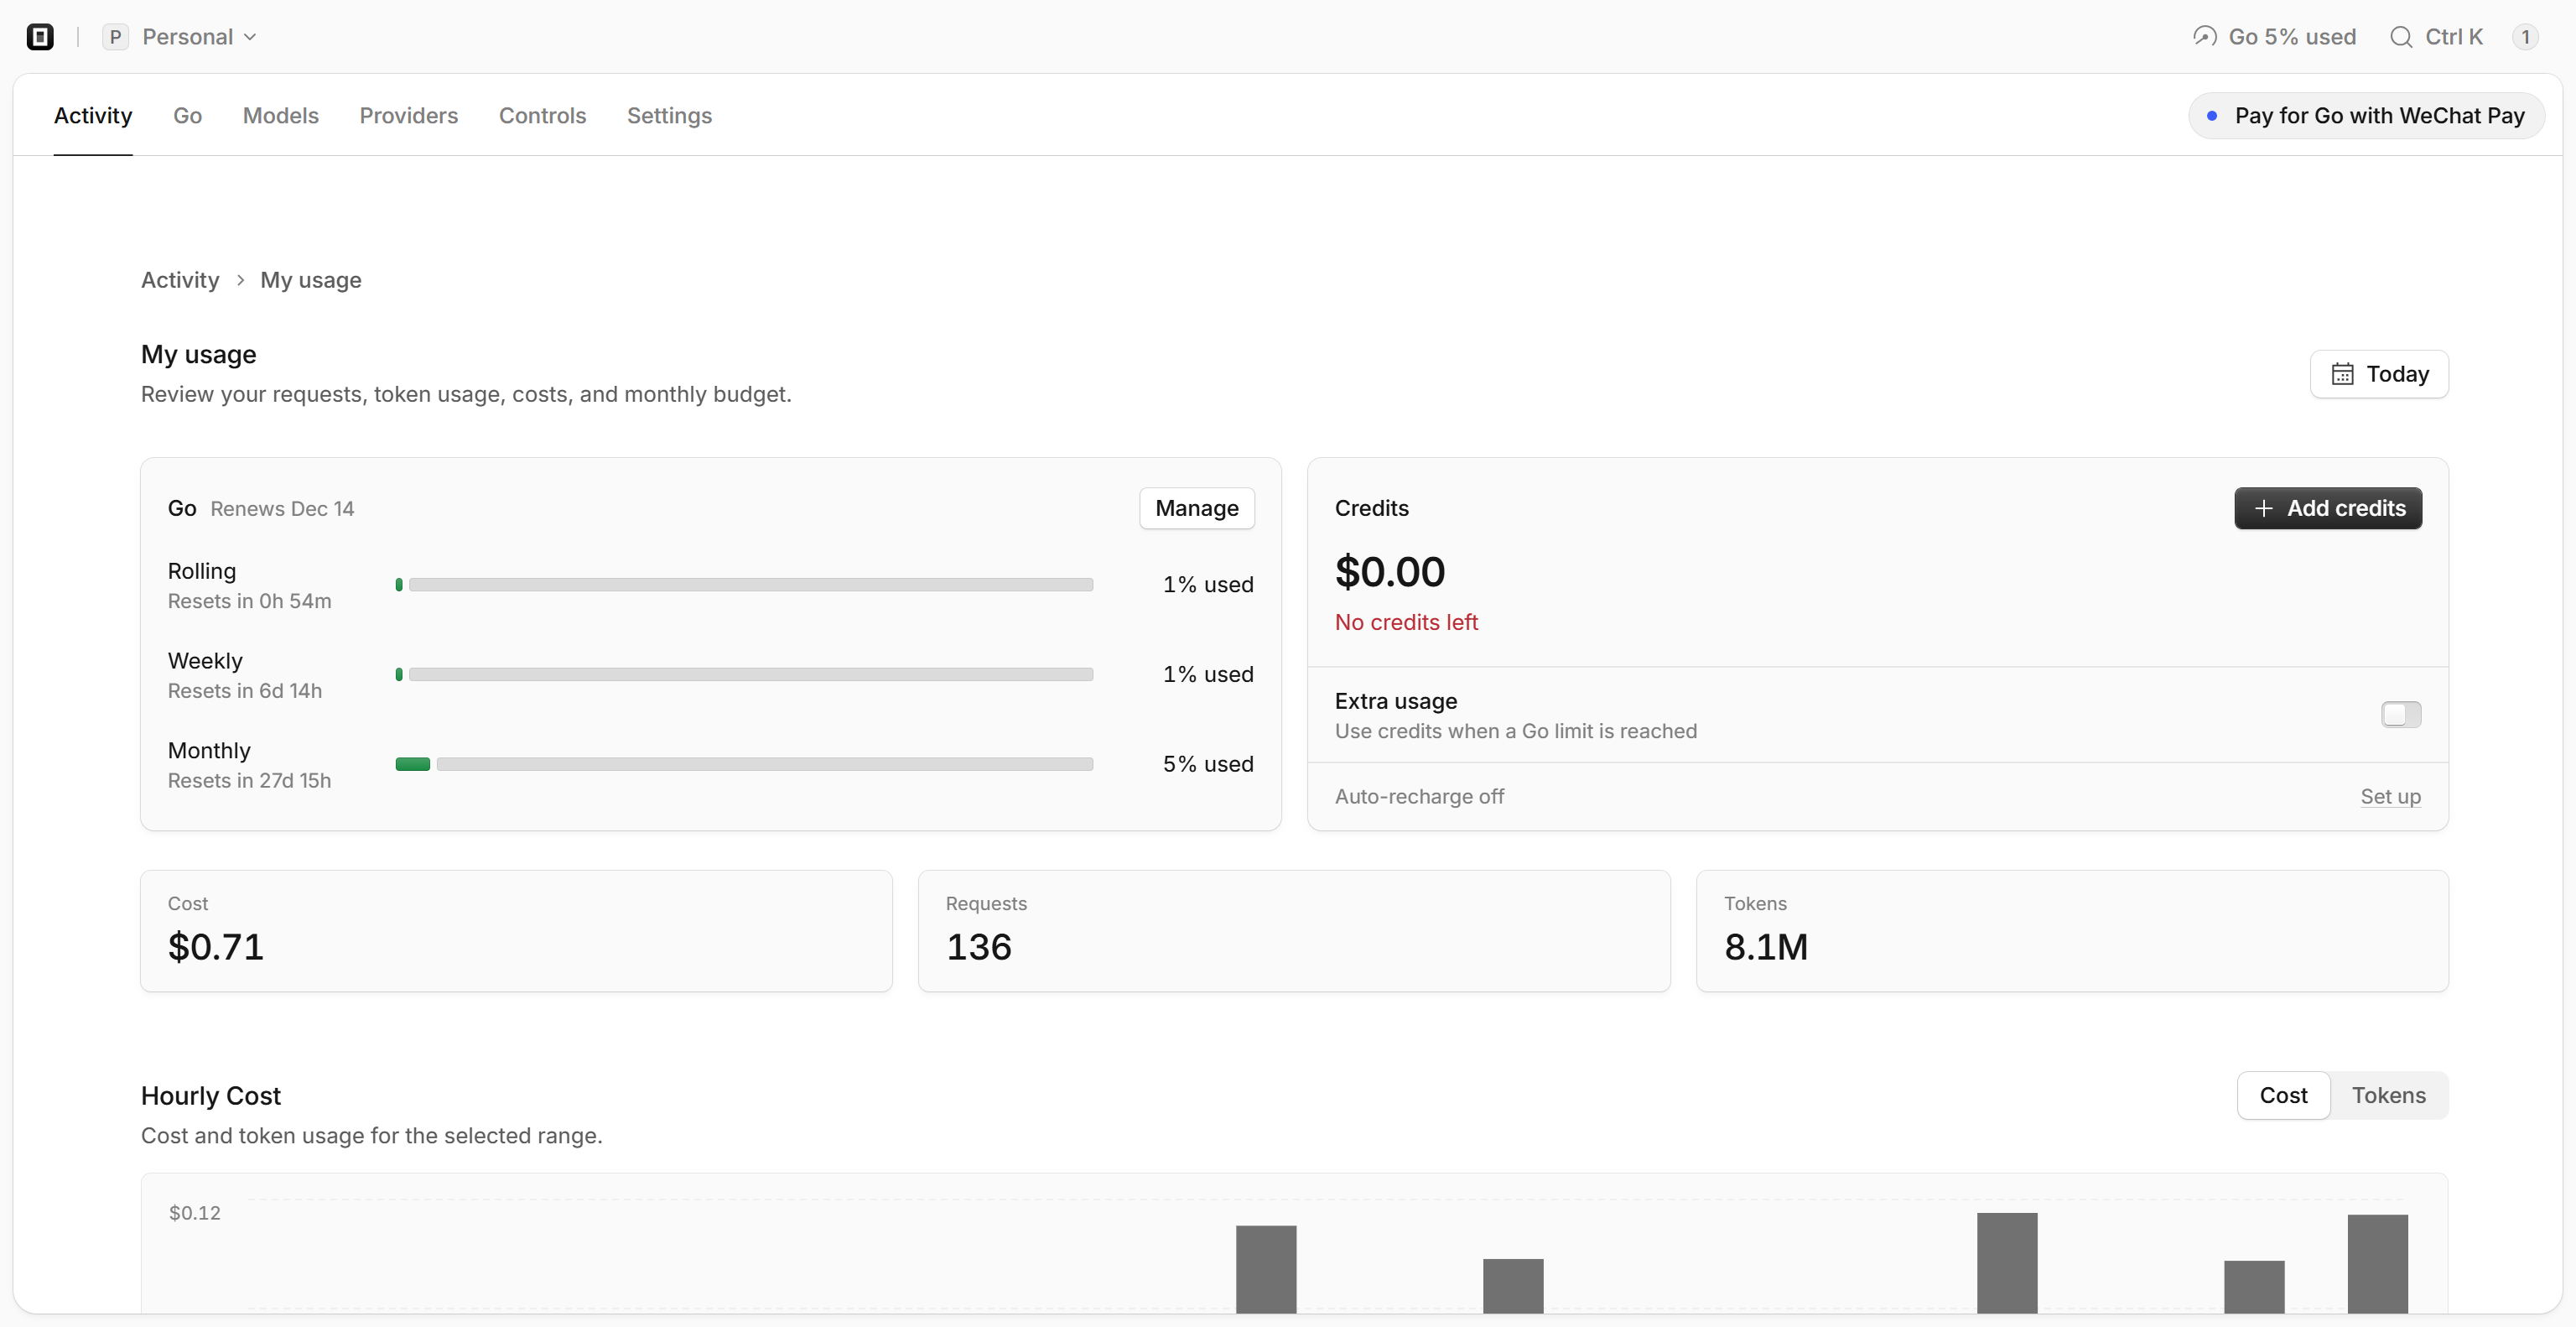 P Personal
Go 5% used
Ctrl K
1
Activity Go Models Providers Controls Settings
Pay for Go with WeChat Pay
Activity > My usage
My usage
Review your requests, token usage, costs, and monthly budget.
Today
Go Renews Dec 14
Manage
Rolling
Resets in 0h 54m
1% used
Weekly
Resets in 6d 14h
1% used
Monthly
Resets in 27d 15h
5% used
Credits
+ Add credits
$0.00
No credits left
Extra usage
Use credits when a Go limit is reached
Auto-recharge off
Set up
Cost
$0.71
Requests
136
Tokens
8.1M
Hourly Cost
Cost and token usage for the selected range.
Cost Tokens
$0.12